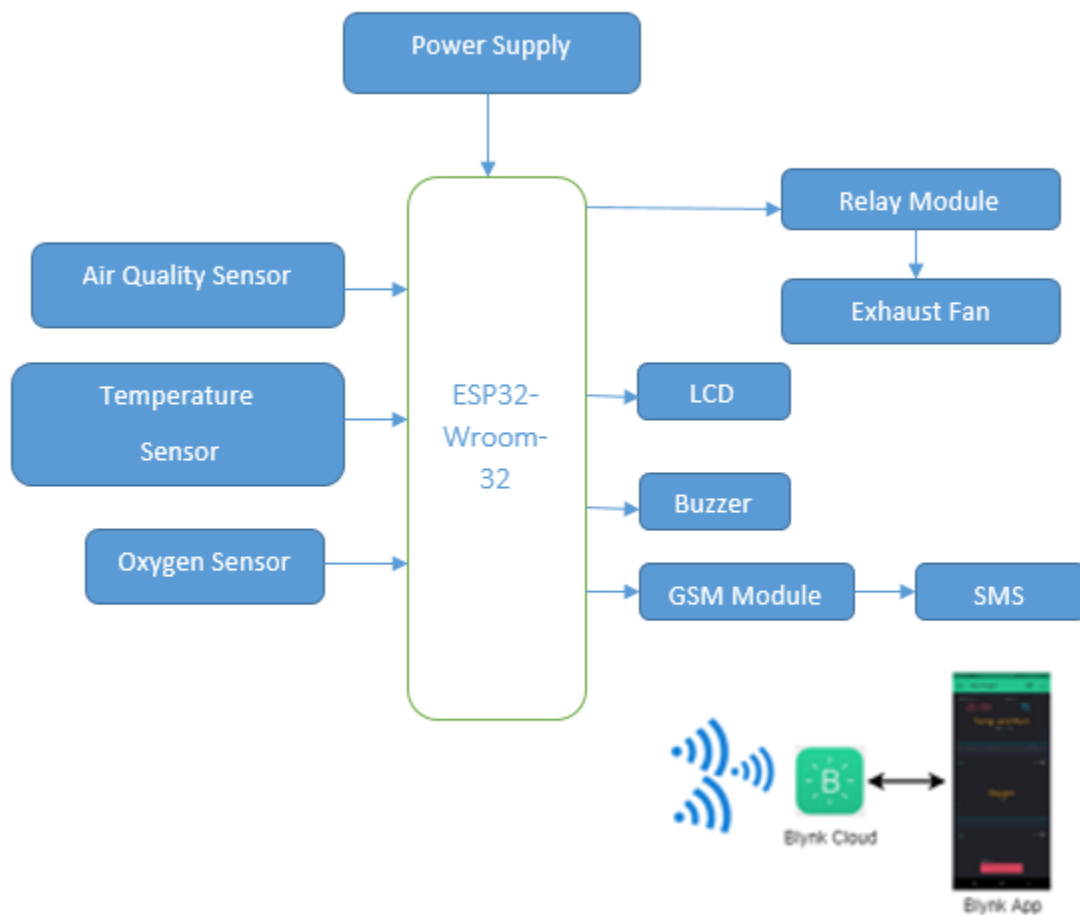 Power Supply
Relay Module
Air Quality Sensor
Exhaust Fan
Temperature
Sensor
ESP32-
Wroom-
32
LCD
Buzzer
Oxygen Sensor
GSM Module
SMS
B
Oxygen
Blynk Cloud
Blynk App